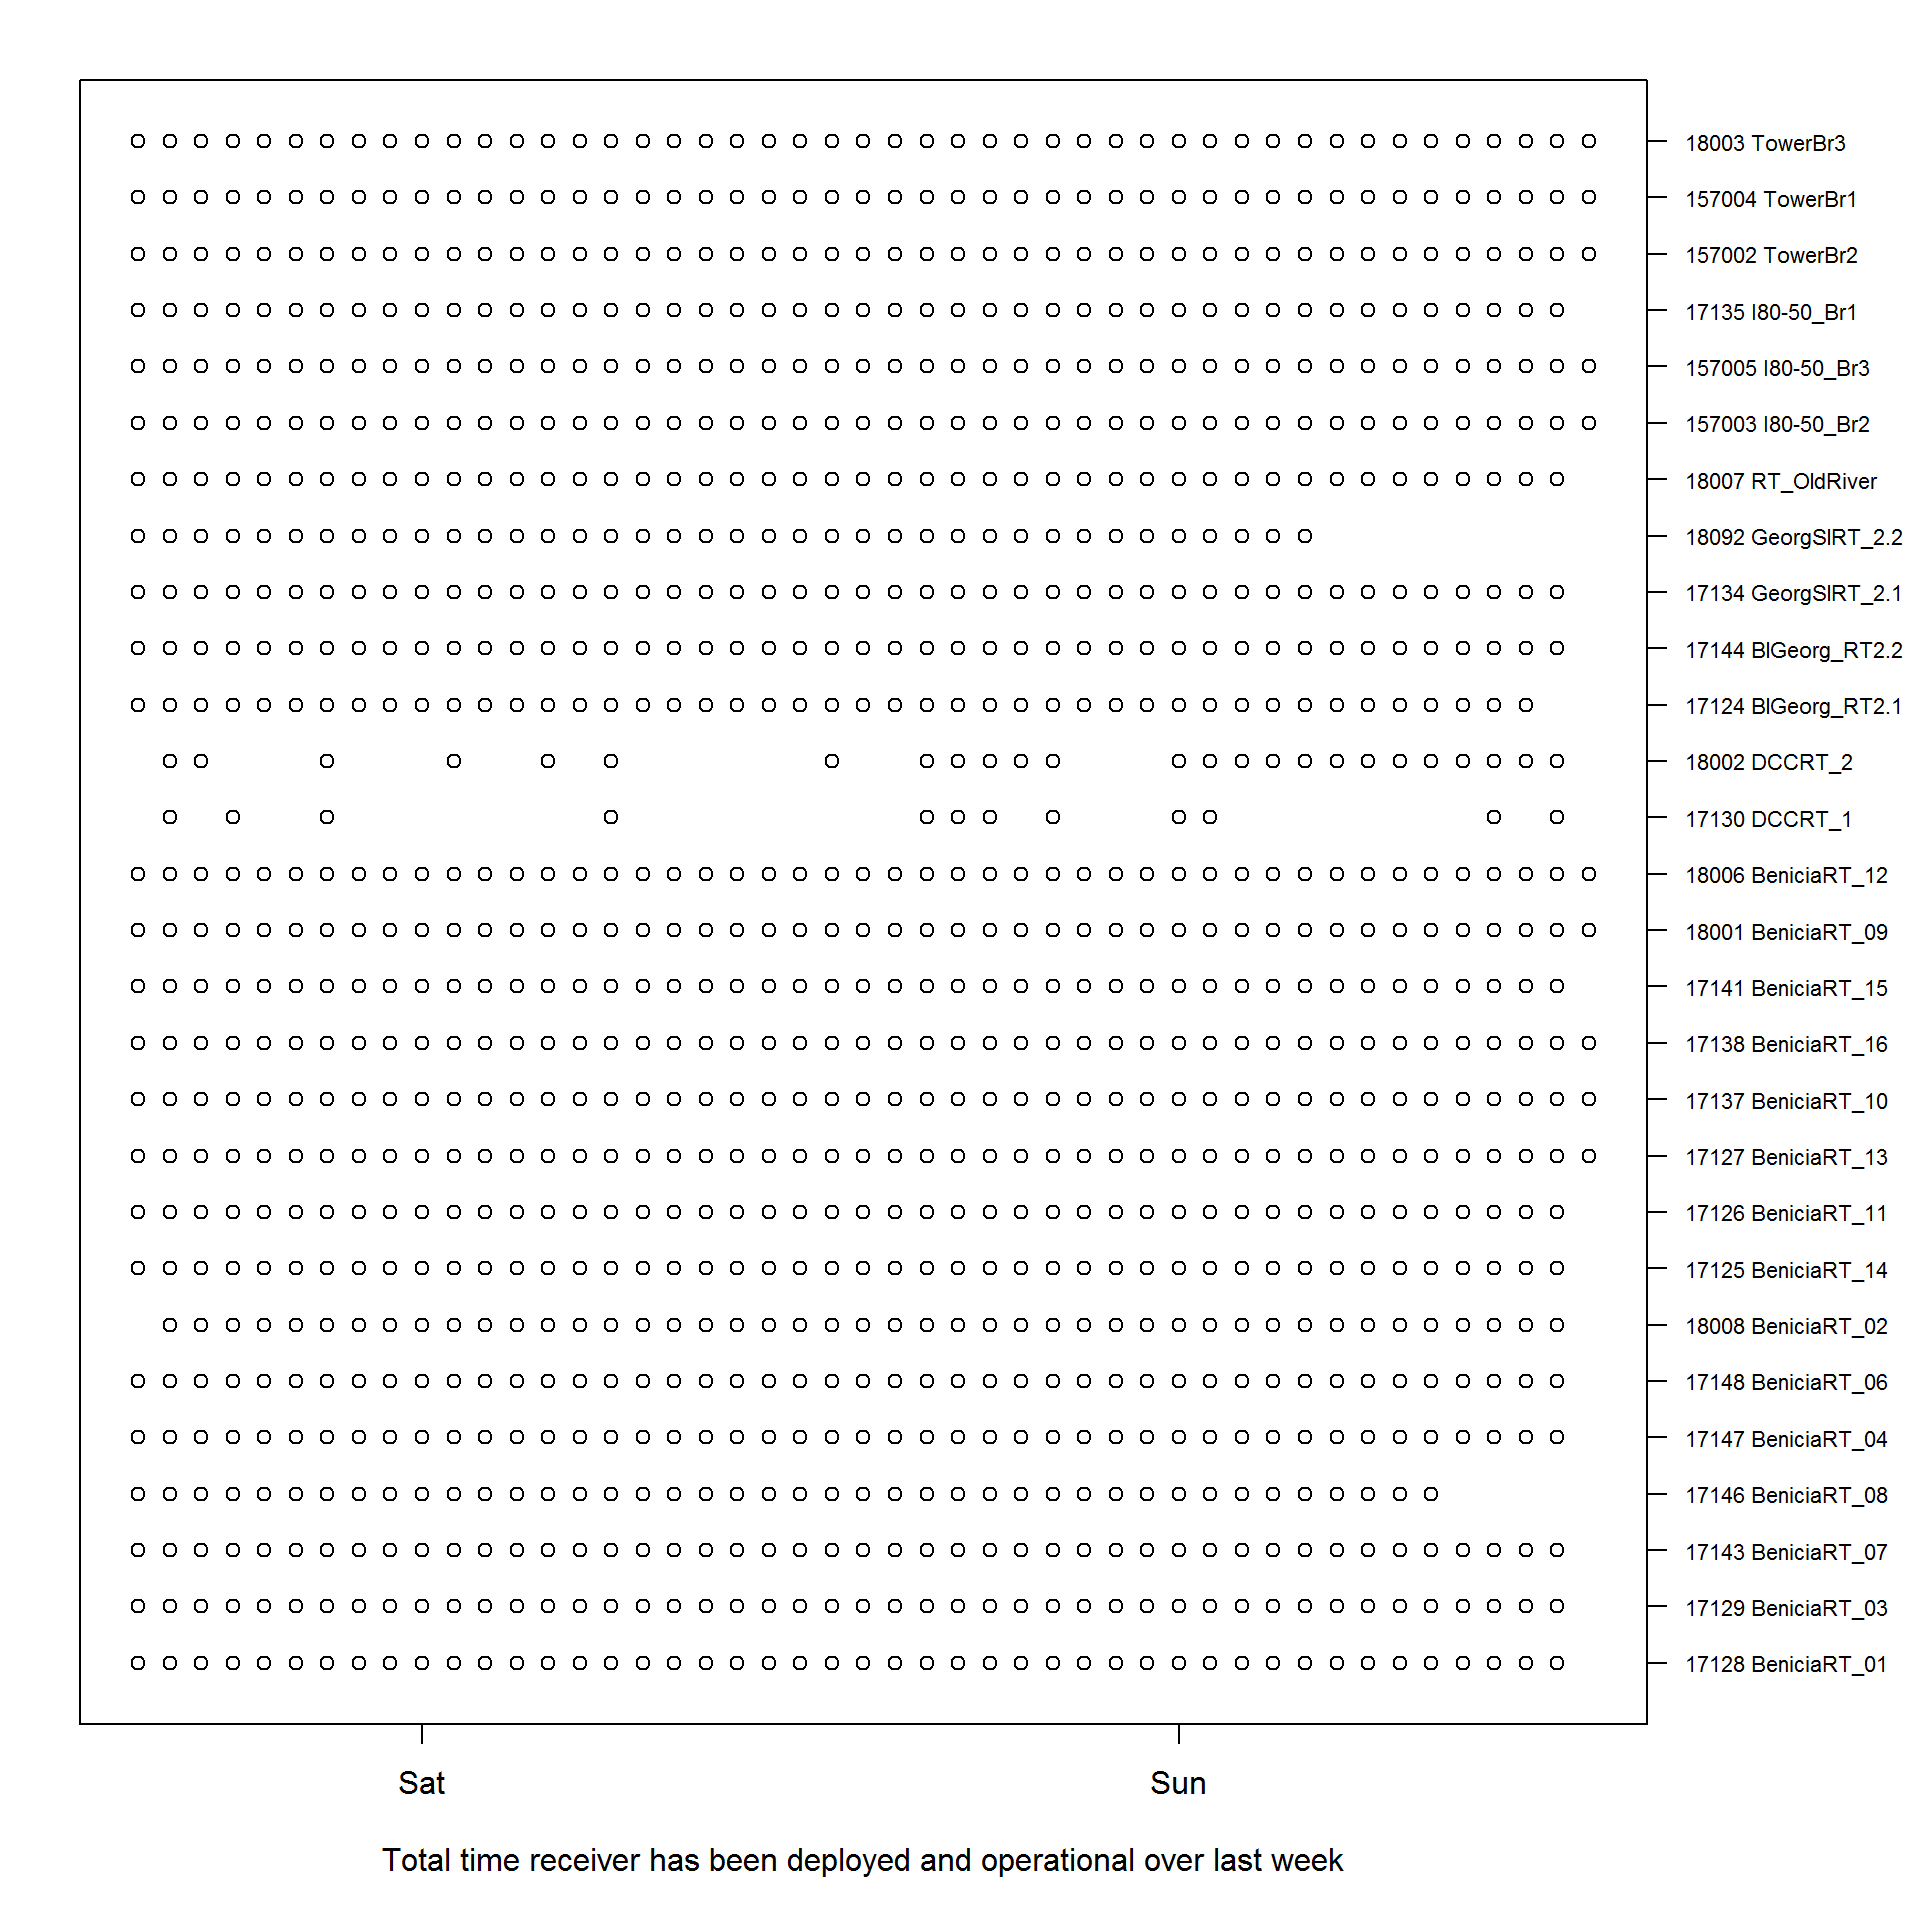 18003 TowerBr3
157004 TowerBr1
157002 TowerBr2
17135 I80-50_Br1
157005 I80-50_Br3
157003 I80-50_Br2
18007 RT_OldRiver
18092 GeorgSlRT_2.2
17134 GeorgSlRT_2.1
17144 BlGeorg_RT2.2
17124 BlGeorg_RT2.1
18002 DCCRT_2
17130 DCCRT_1
18006 BeniciaRT_12
18001 BeniciaRT_09
17141 BeniciaRT_15
17138 BeniciaRT_16
17137 BeniciaRT_10
17127 BeniciaRT_13
17126 BeniciaRT_11
17125 BeniciaRT_14
18008 BeniciaRT_02
17148 BeniciaRT_06
17147 BeniciaRT_04
17146 BeniciaRT_08
17143 BeniciaRT_07
17129 BeniciaRT_03
17128 BeniciaRT_01
Sat Sun
Total time receiver has been deployed and operational over last week